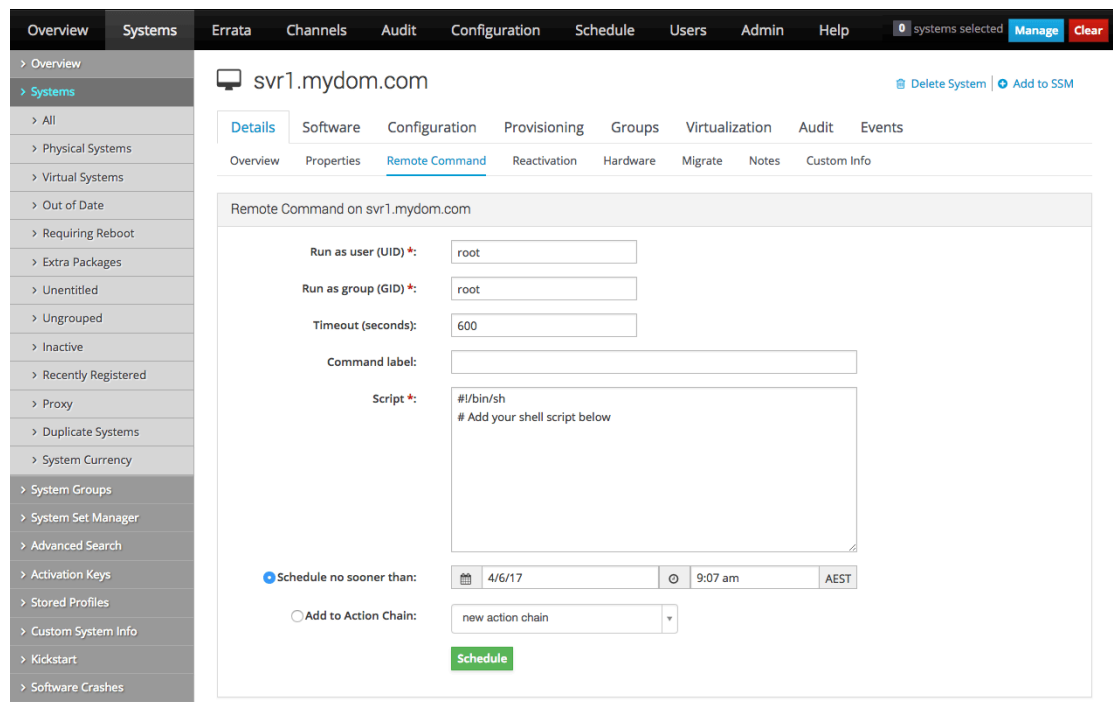 Overview Systems Errata Channels Audit Configuration Schedule Users Admin Help 0 systems selected Manage Clear
> Overview
> Systems
> All
> Physical Systems
> Virtual Systems
> Out of Date
> Requiring Reboot
> Extra Packages
> Unentitled
> Ungrouped
> Inactive
> Recently Registered
> Proxy
> Duplicate Systems
> System Currency
> System Groups
> System Set Manager
> Advanced Search
> Activation Keys
> Stored Profiles
> Custom System Info
> Kickstart
> Software Crashes
svr1.mydom.com
Delete System | Add to SSM
Details Software Configuration Provisioning Groups Virtualization Audit Events
Overview Properties Remote Command Reactivation Hardware Migrate Notes Custom Info
Remote Command on svr1.mydom.com
Run as user (UID) *: root
Run as group (GID) *: root
Timeout (seconds): 600
Command label:
Script *: #!/bin/sh
# Add your shell script below
Schedule no sooner than: 4/6/17 9:07 am AEST
Add to Action Chain: new action chain
Schedule